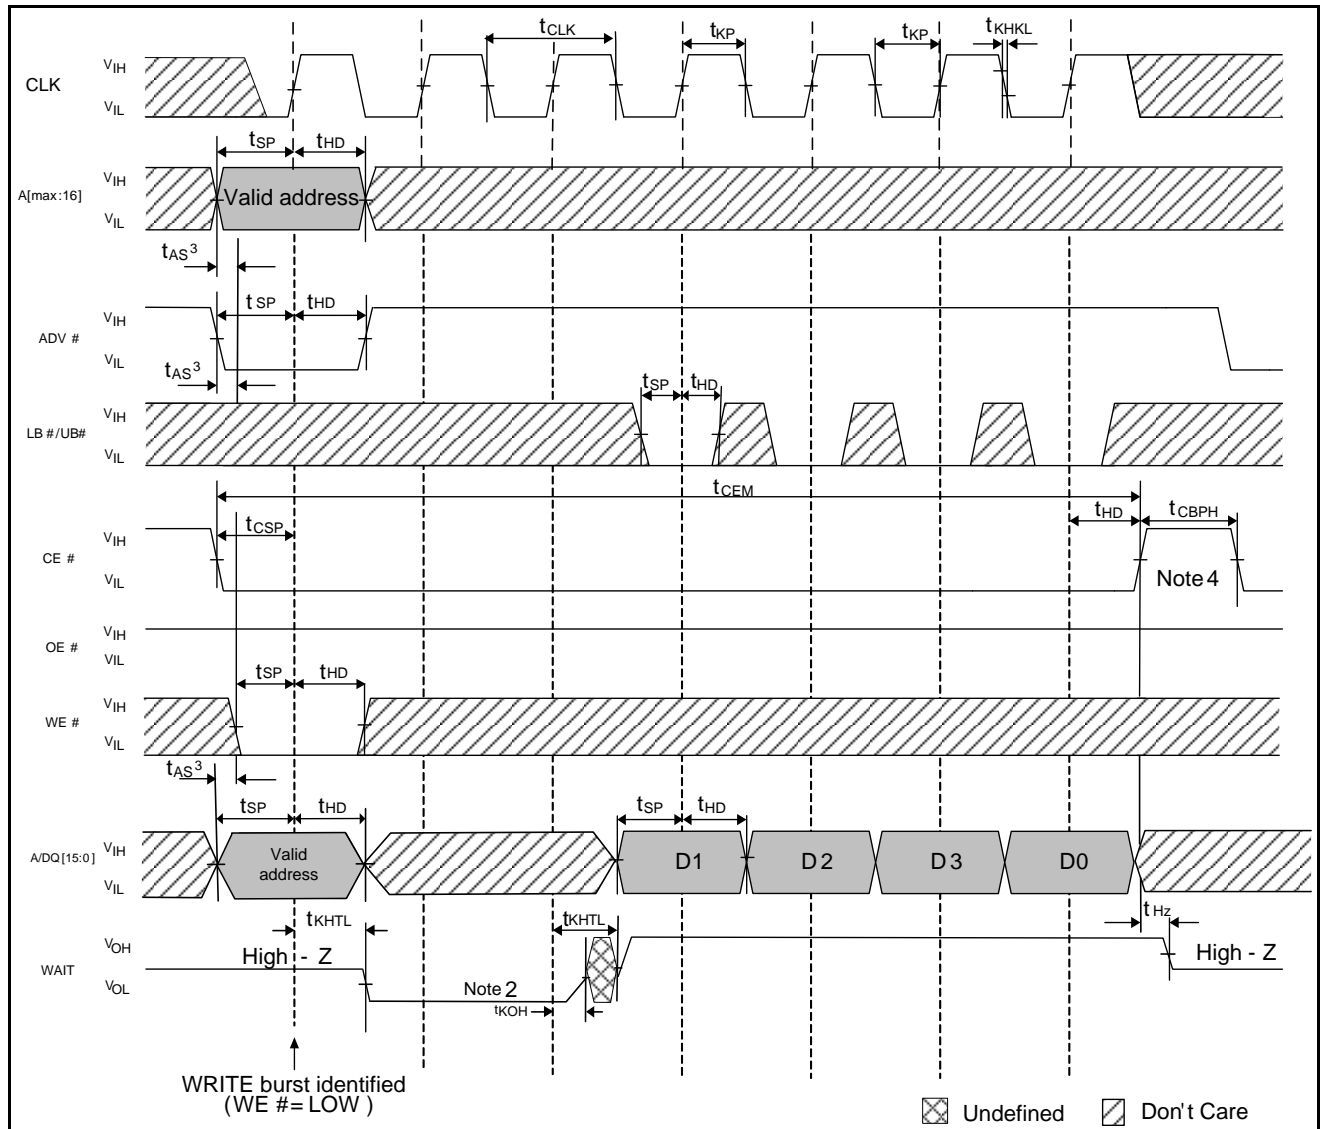 tCLK tKP tKP tKHKL
CLK VIH
VIL
tSP tHD
A[max:16] VIH Valid address
VIL
tAS3
tSP tHD
ADV # VIH
VIL
tAS3
tSP tHD
LB #/UB# VIH
VIL
tCEM
tCSP tHD tCBPH
CE # VIH
VIL Note 4
OE # VIH
VIL
tSP tHD
WE # VIH
VIL
tAS3
tSP tHD tSP tHD
A/DQ[15:0] VIH Valid address D1 D2 D3 D0
VIL
tKHTL tKHTL tHz
WAIT VOH High - Z High - Z
VOL Note 2
tKOH
WRITE burst identified
(WE #= LOW )
Undefined Don't Care